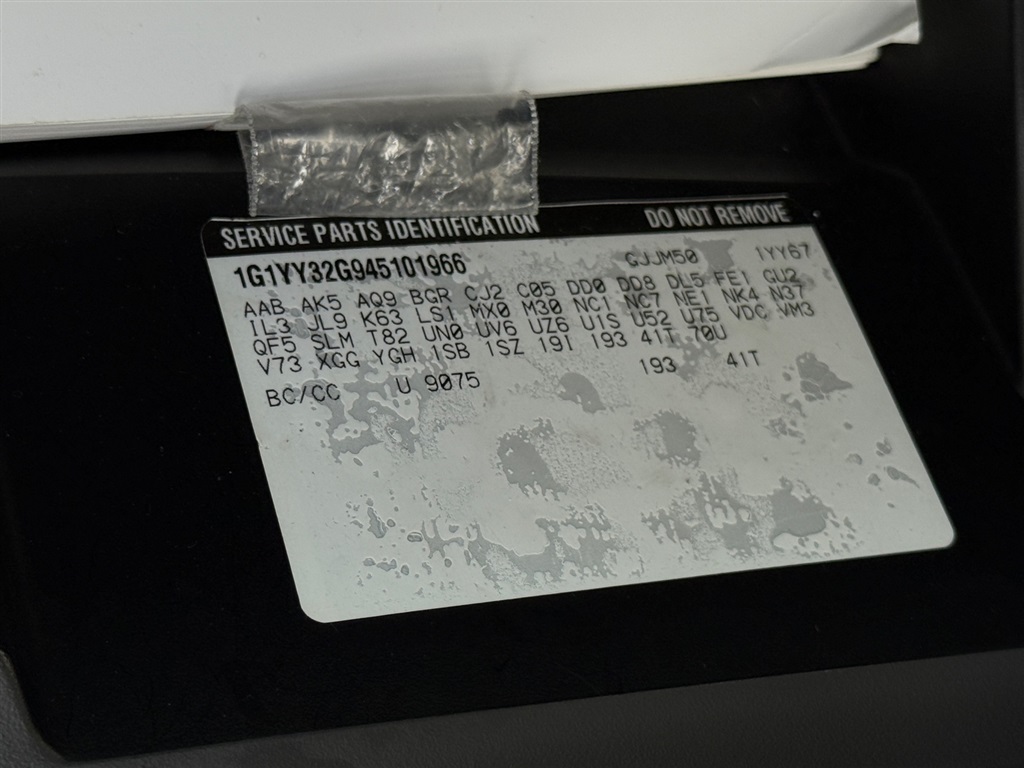 SERVICE PARTS IDENTIFICATION DO NOT REMOVE
1G1YY32G945101966 GJJM50 1YY67
AAB AK5 AQ9 BGR CJ2 C05 DD0 DD8 DL5 FE1 GU2
IL3 JL9 K63 LS1 MX0 M30 NC1 NC7 NE1 NK4 N37
QF5 SLM T82 UN0 UV6 UZ6 U1S U52 U75 VDC VM3
V73 XGG YGH 1SB 1SZ 19I 193 41T 70U
BC/CC U 9075 193 41T